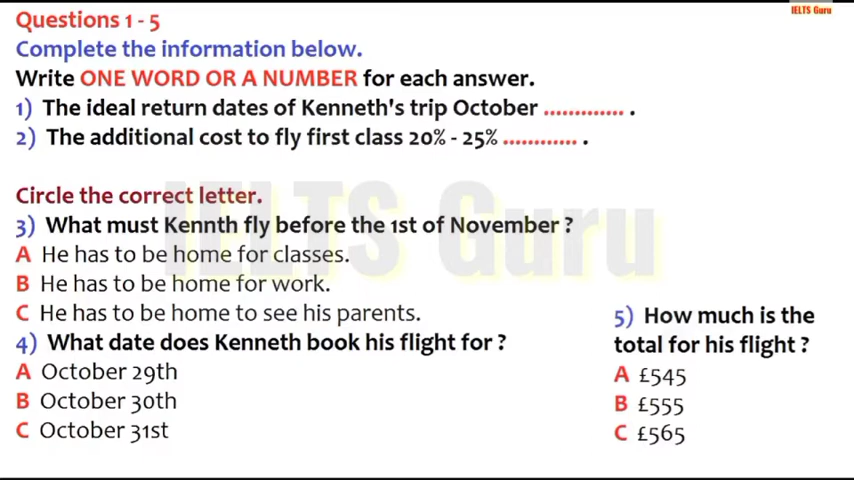 IELTS Guru
Questions 1 - 5
Complete the information below.
Write ONE WORD OR A NUMBER for each answer.
1) The ideal return dates of Kenneth's trip October ............. .
2) The additional cost to fly first class 20% - 25% ............ .
Circle the correct letter.
3) What must Kennth fly before the 1st of November ?
A He has to be home for classes.
B He has to be home for work.
C He has to be home to see his parents.
4) What date does Kenneth book his flight for ?
A October 29th
B October 30th
C October 31st
5) How much is the
total for his flight ?
A £545
B £555
C £565
IELTS Guru